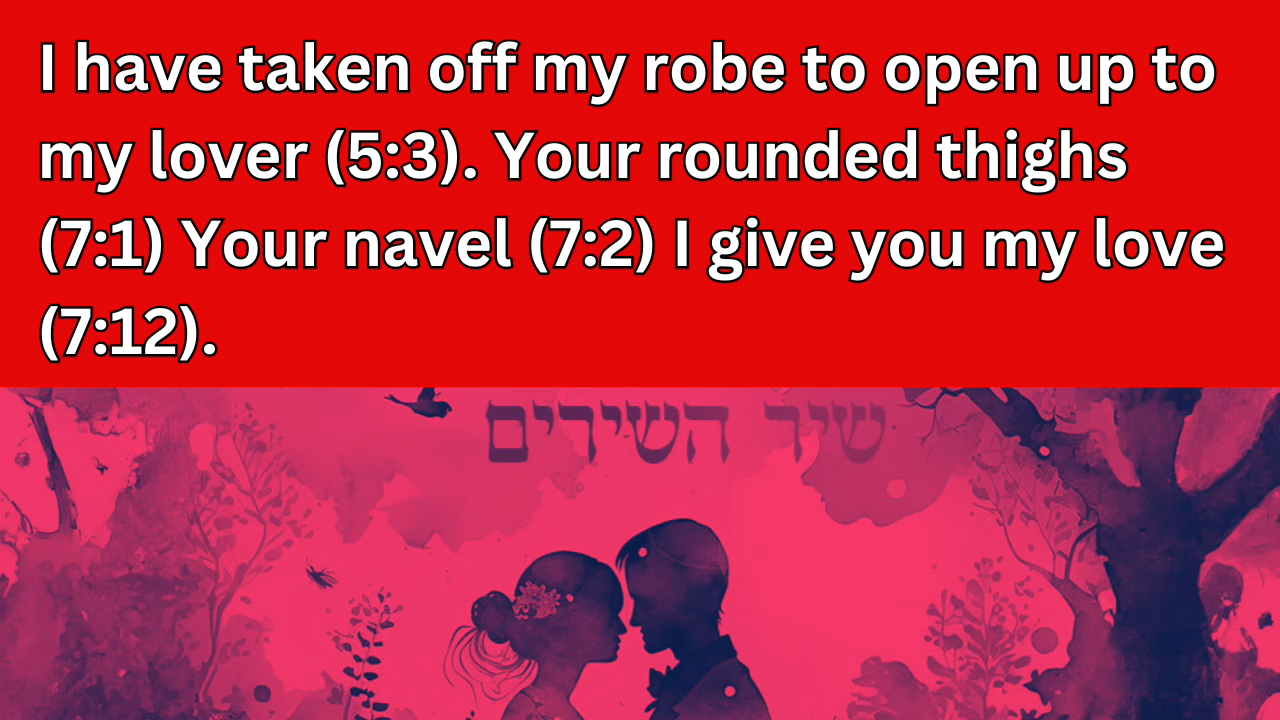 I have taken off my robe to open up to
my lover (5:3). Your rounded thighs
(7:1) Your navel (7:2) I give you my love
(7:12).
שיר השירים